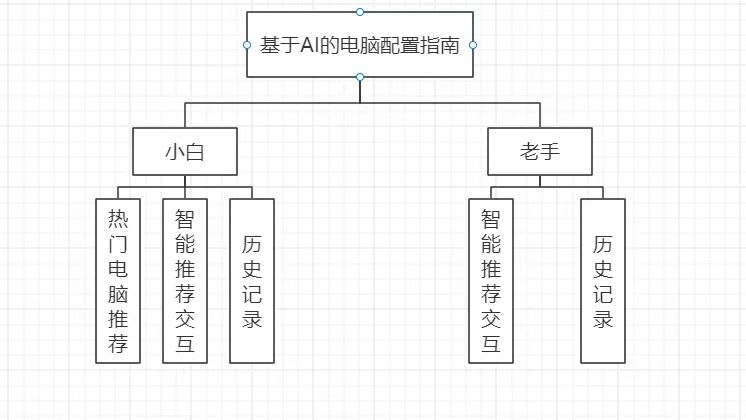 基于AI的电脑配置指南
小白
老手
热门电脑推荐
智能推荐交互
历史记录
智能推荐交互
历史记录